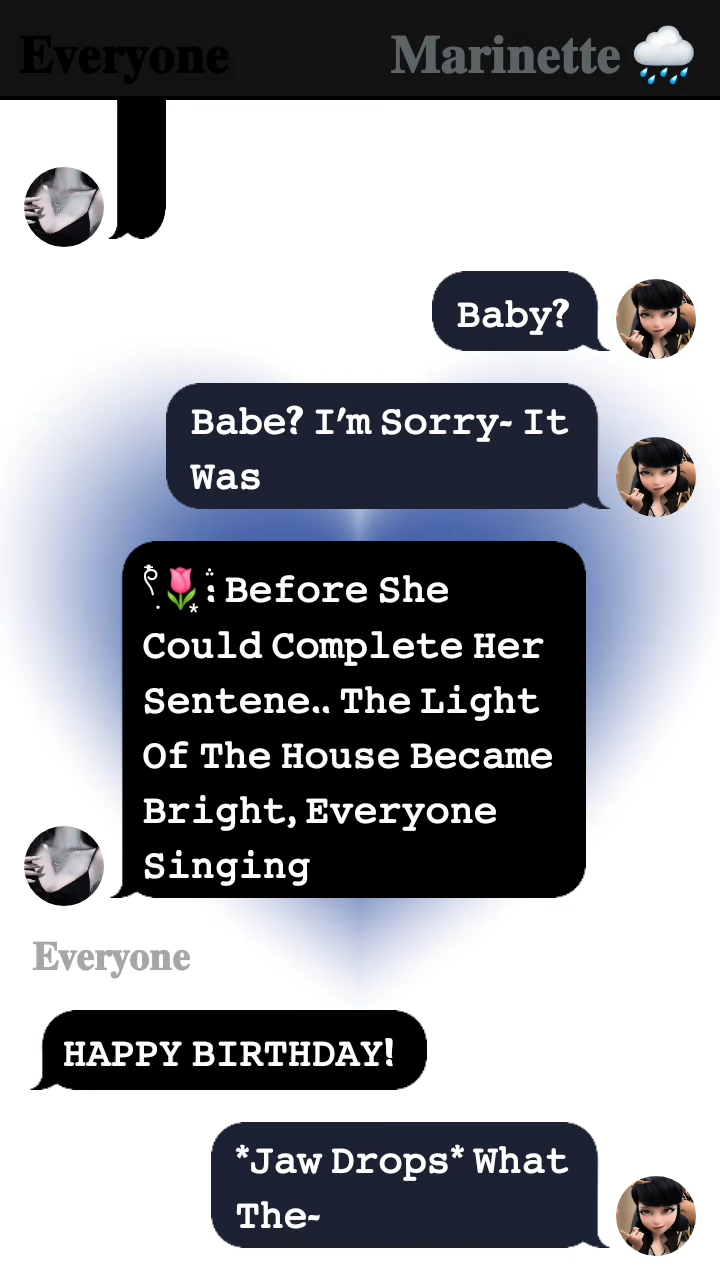 Everyone
Marinette 🌧️
Baby?
Babe? I'm Sorry- It
Was
🌷 Before She
Could Complete Her
Sentene.. The Light
Of The House Became
Bright, Everyone
Singing
Everyone
HAPPY BIRTHDAY!
*Jaw Drops* What
The-